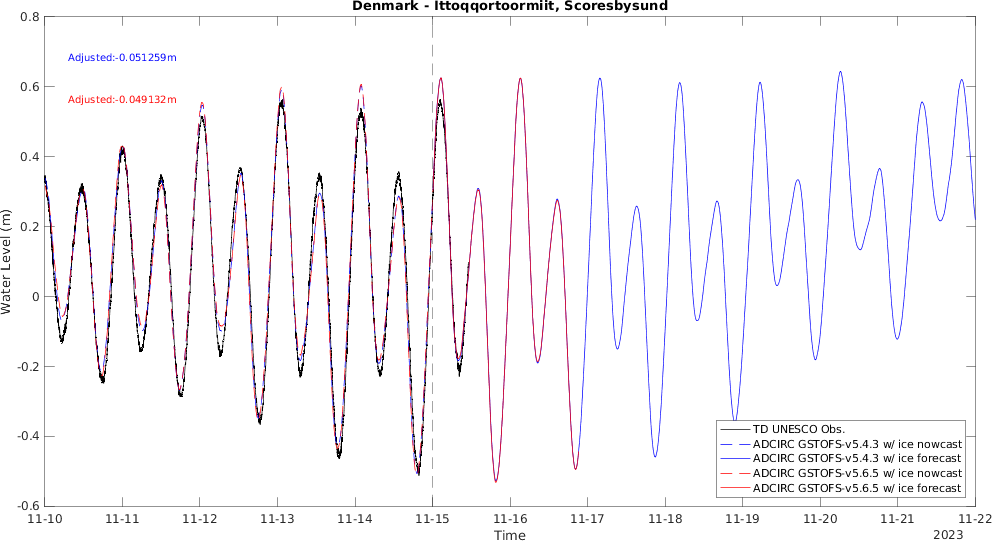 Denmark - Ittoqqortoormiit, Scoresbysund
0.8
Adjusted:-0.051259m
0.6
Adjusted:-0.049132m
0.4
0.2
0
-0.2
-0.4
-0.6
Water Level (m)
TD UNESCO Obs.
ADCIRC GSTOFS-v5.4.3 w/ ice nowcast
ADCIRC GSTOFS-v5.4.3 w/ ice forecast
ADCIRC GSTOFS-v5.6.5 w/ ice nowcast
ADCIRC GSTOFS-v5.6.5 w/ ice forecast
11-10 11-11 11-12 11-13 11-14 11-15 11-16 11-17 11-18 11-19 11-20 11-21 11-22
Time
2023